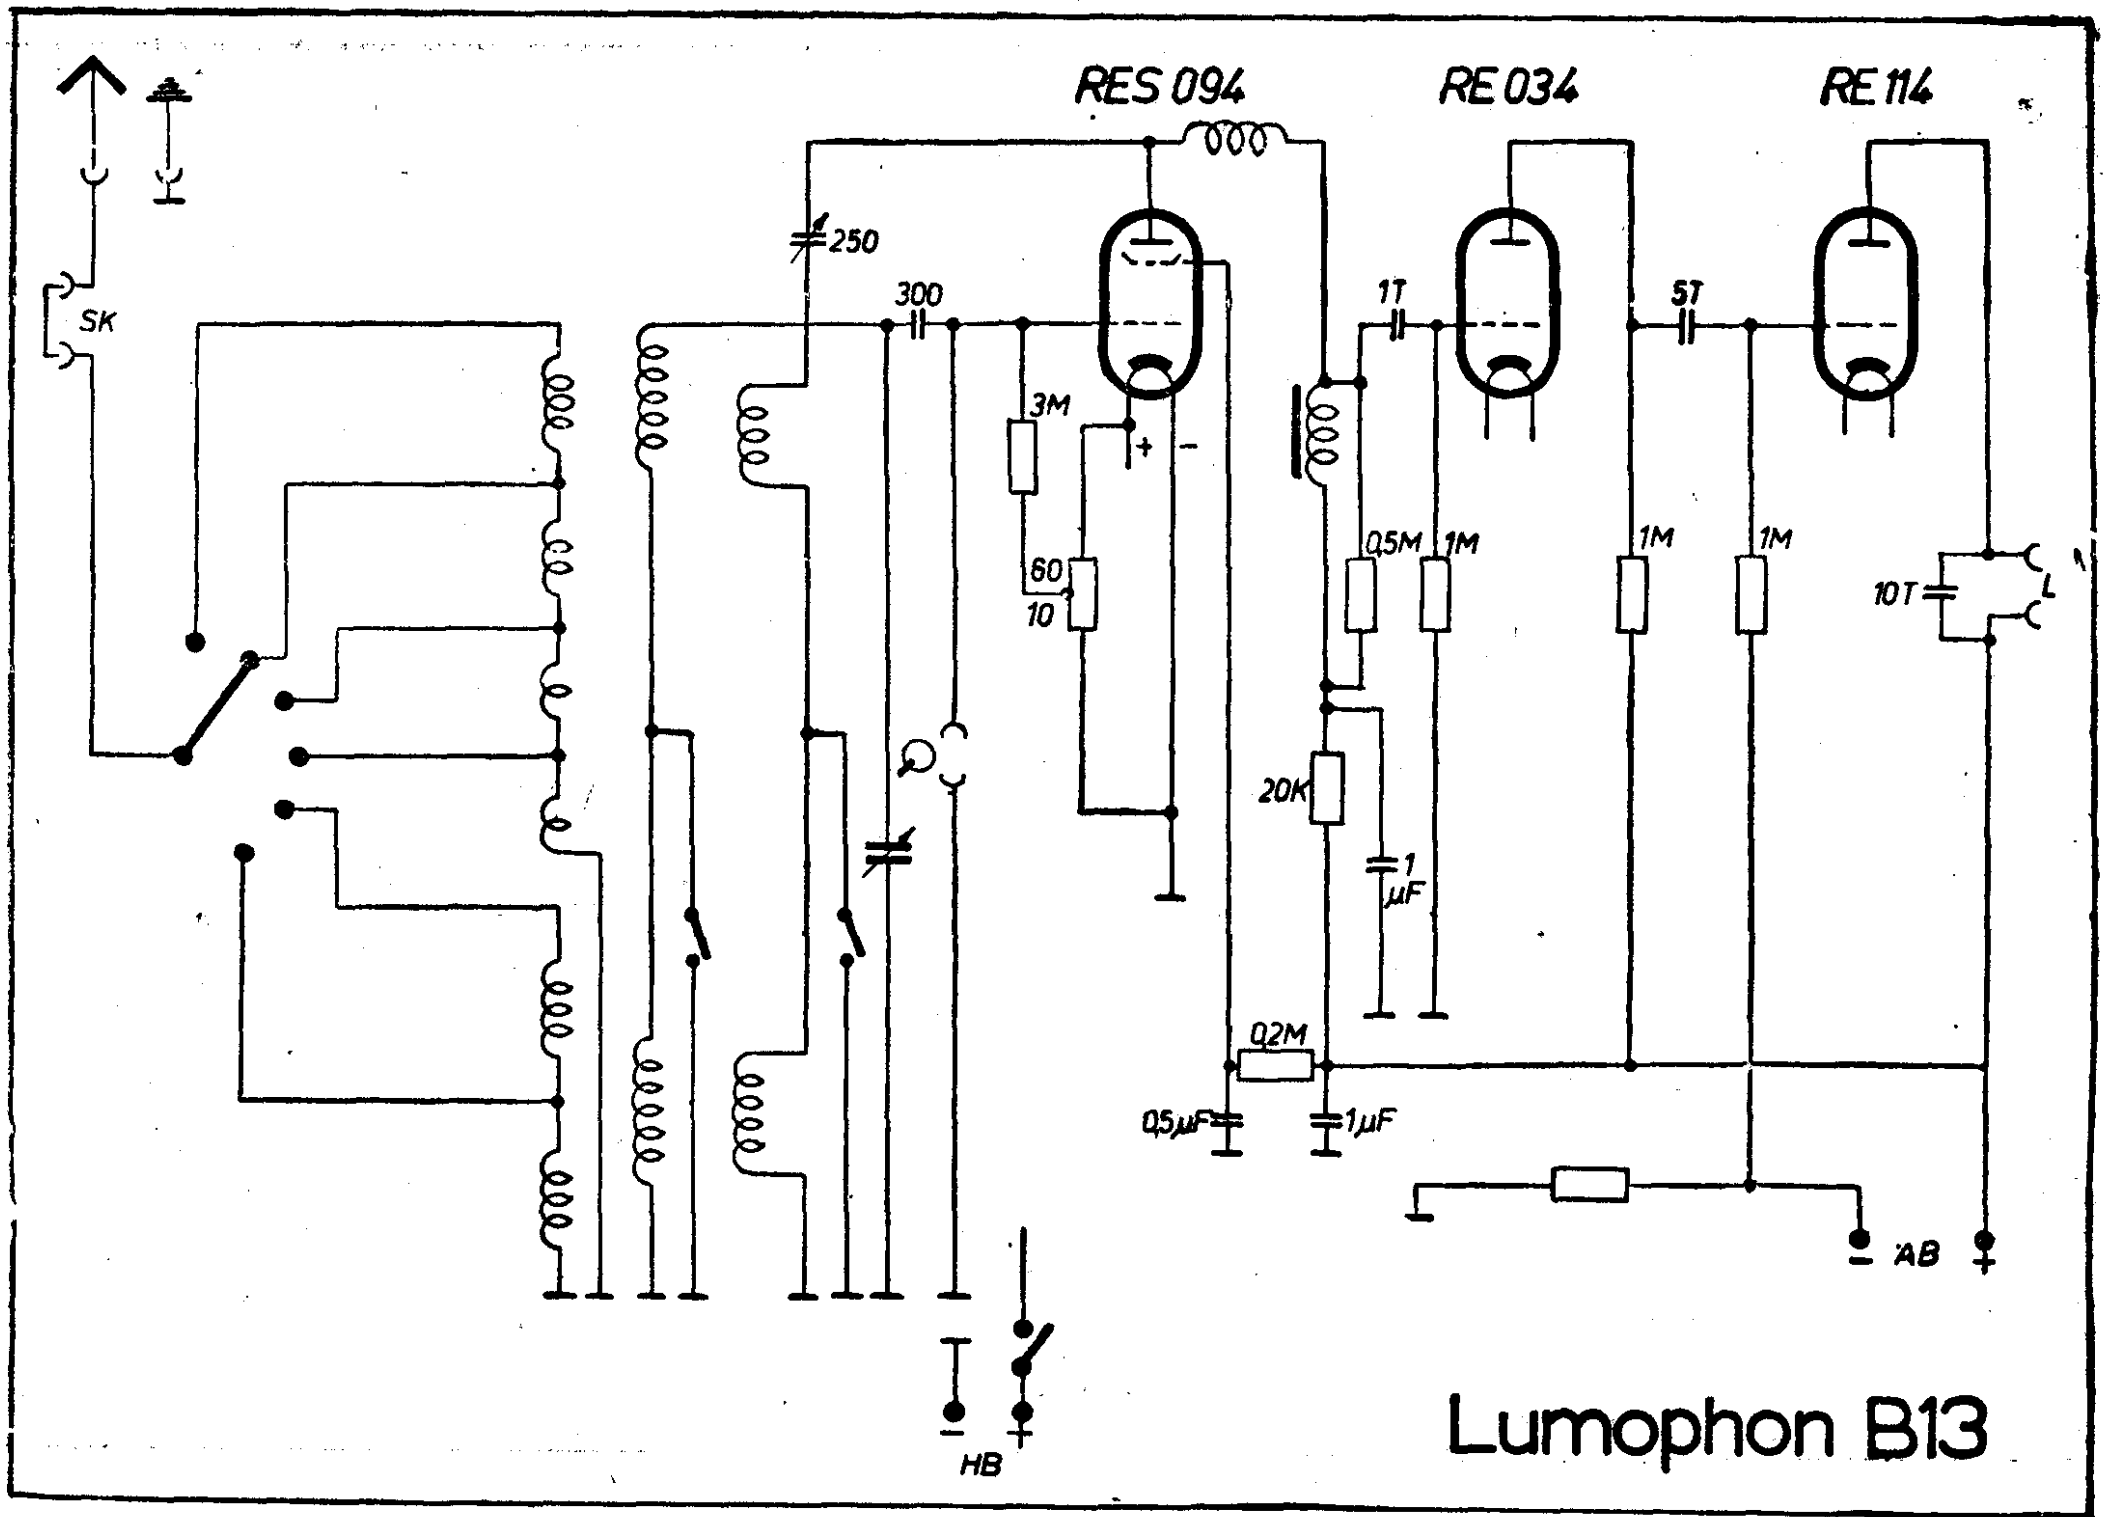 RES 094
RE 034
RE 114
SK
250
300
1T
5T
3M
+ -
60
10
0,5M
1M
1M
1M
10T
L
20K
1
µF
0,2M
0,5µF
1µF
- AB +
- +
HB
Lumophon B13